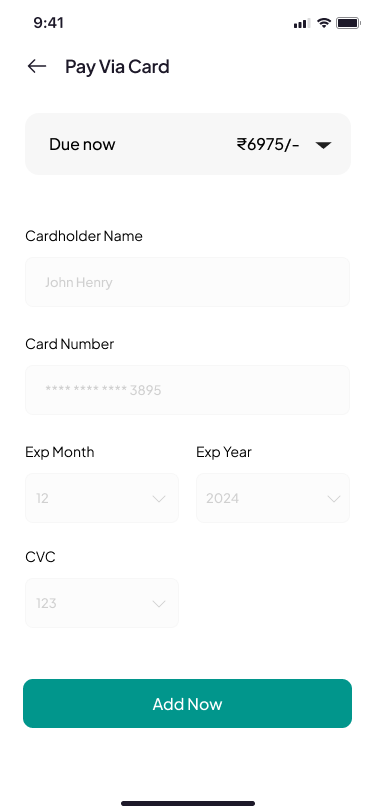 9:41
Pay Via Card
Due now ₹6975/-
Cardholder Name
John Henry
Card Number
**** **** **** 3895
Exp Month Exp Year
12 2024
CVC
123
Add Now